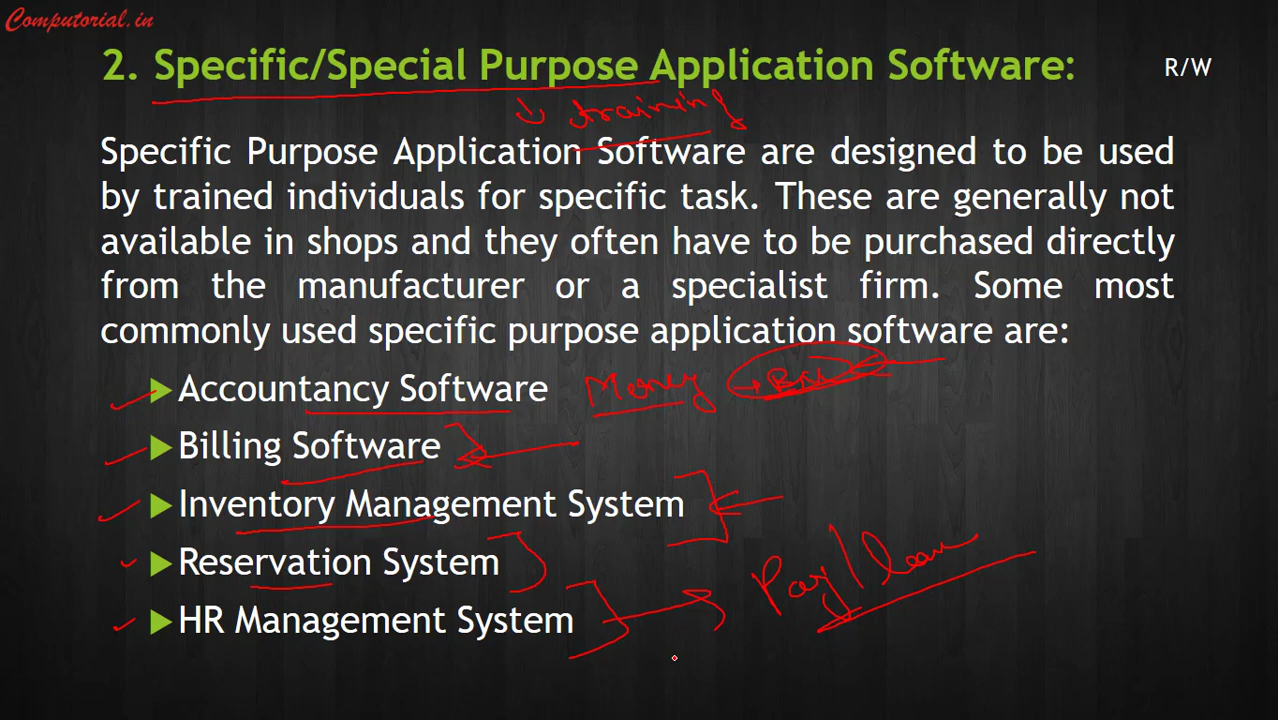 Computorial.in
2. Specific/Special Purpose Application Software:
R/W
training
Specific Purpose Application Software are designed to be used
by trained individuals for specific task. These are generally not
available in shops and they often have to be purchased directly
from the manufacturer or a specialist firm. Some most
commonly used specific purpose application software are:
Accountancy Software Money
Billing Software
Inventory Management System
Reservation System
HR Management System